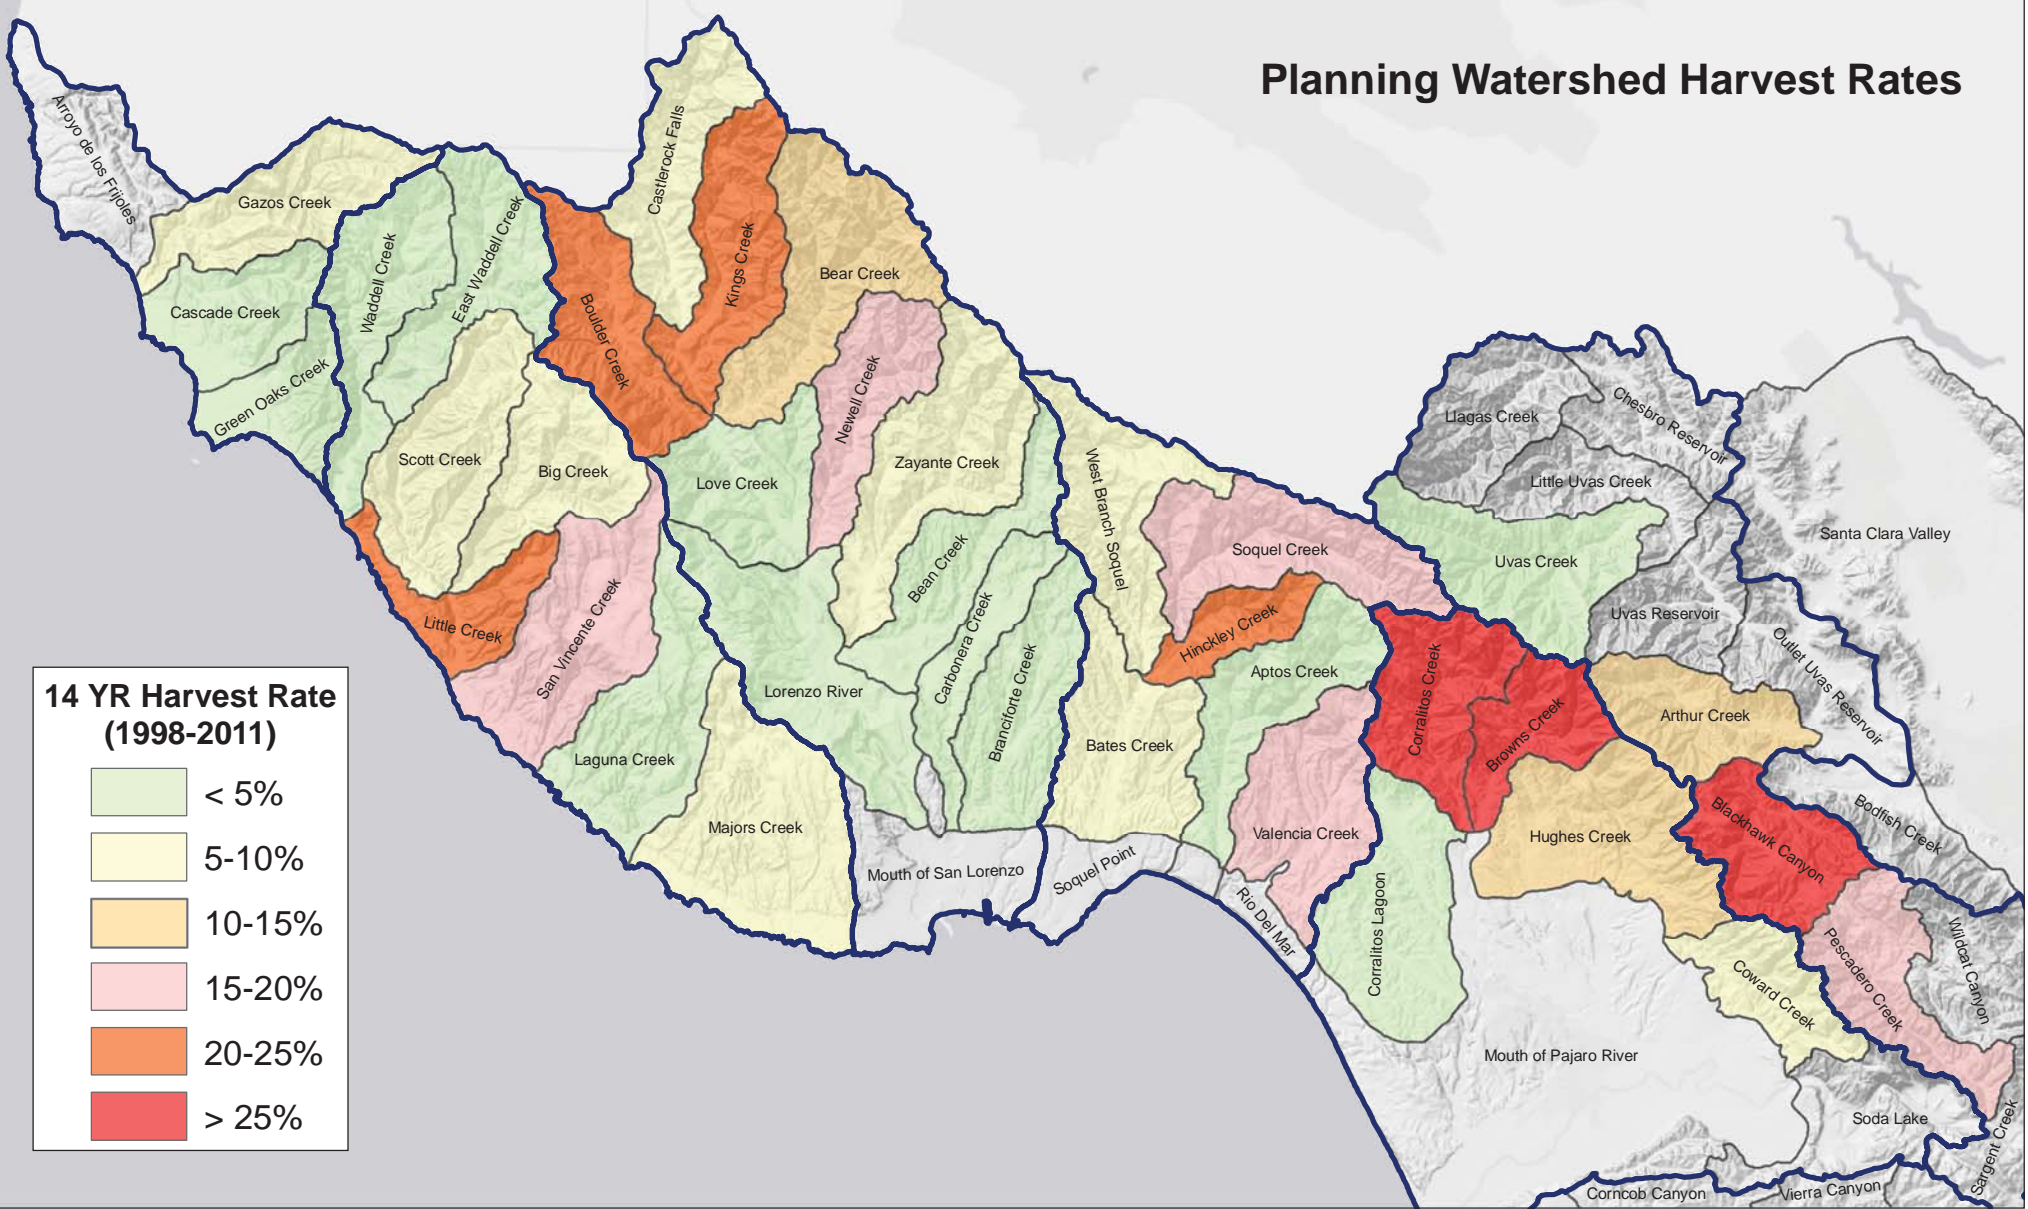 Planning Watershed Harvest Rates
Arroyo de los Frijoles
Gazos Creek
Cascade Creek
Green Oaks Creek
Waddell Creek
East Waddell Creek
Castlerock Falls
Kings Creek
Bear Creek
Boulder Creek
Newell Creek
Scott Creek
Big Creek
Love Creek
Zayante Creek
Little Creek
San Vincente Creek
Bean Creek
Carbonera Creek
Branciforte Creek
Lorenzo River
Laguna Creek
Majors Creek
Mouth of San Lorenzo
West Branch Soquel
Soquel Creek
Hinckley Creek
Aptos Creek
Bates Creek
Valencia Creek
Soquel Point
Rio Del Mar
Llagas Creek
Chesbro Reservoir
Little Uvas Creek
Uvas Creek
Santa Clara Valley
Uvas Reservoir
Outlet Uvas Reservoir
Corralitos Creek
Browns Creek
Arthur Creek
Hughes Creek
Blackhawk Canyon
Bodfish Creek
Corralitos Lagoon
Coward Creek
Pescadero Creek
Wildcat Canyon
Mouth of Pajaro River
Soda Lake
Sargent Creek
Corncob Canyon
Vierra Canyon
14 YR Harvest Rate
(1998-2011)
< 5%
5-10%
10-15%
15-20%
20-25%
> 25%